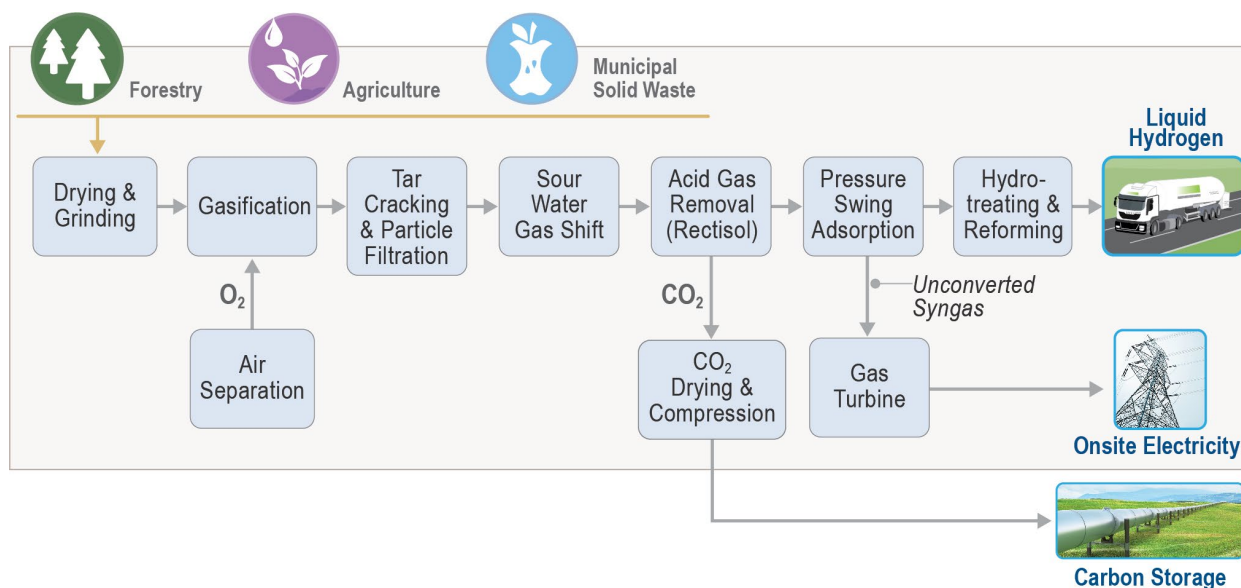 Forestry
Agriculture
Municipal
Solid Waste
Liquid
Hydrogen
Drying &
Grinding
Gasification
Tar
Cracking
& Particle
Filtration
Sour
Water
Gas Shift
Acid Gas
Removal
(Rectisol)
Pressure
Swing
Adsorption
Hydro-
treating &
Reforming
O₂
CO₂
Unconverted
Syngas
Air
Separation
CO₂
Drying &
Compression
Gas
Turbine
Onsite Electricity
Carbon Storage